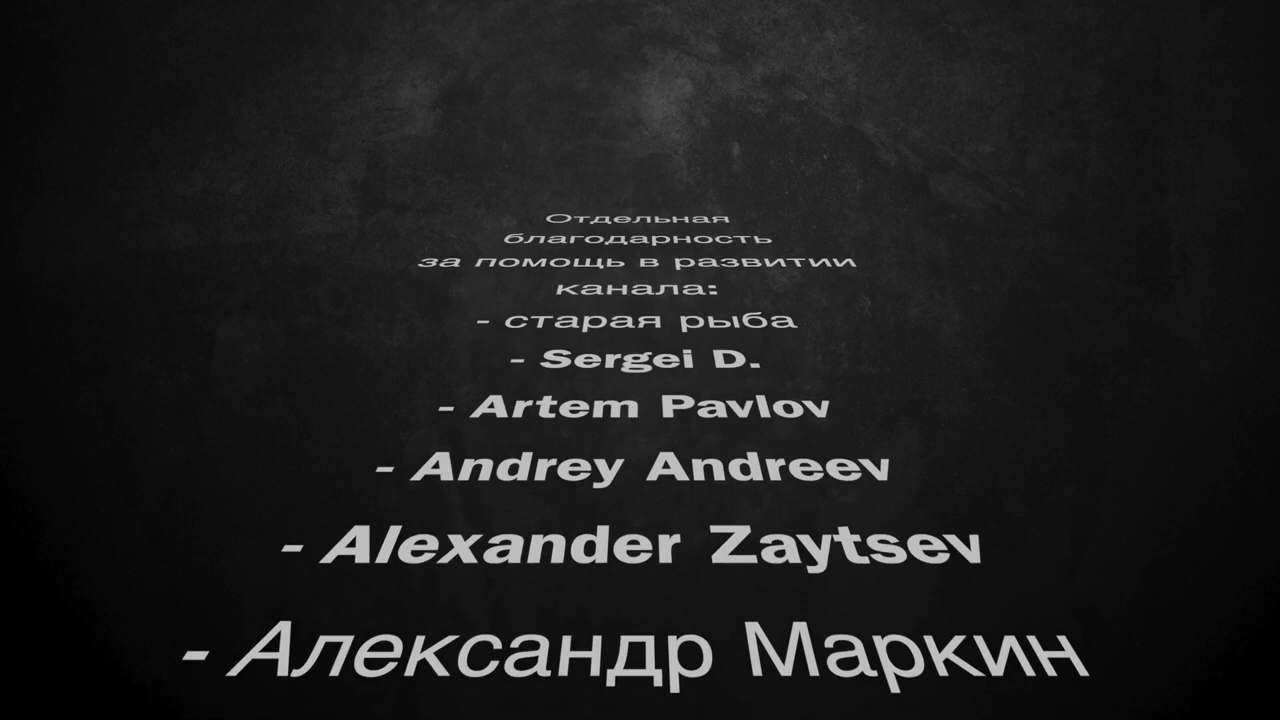 Отдельная
благодарность
за помощь в развитии
канала:
- старая рыба
- Sergei D.
- Artem Pavlov
- Andrey Andreev
- Alexander Zaytsev
- Александр Маркин